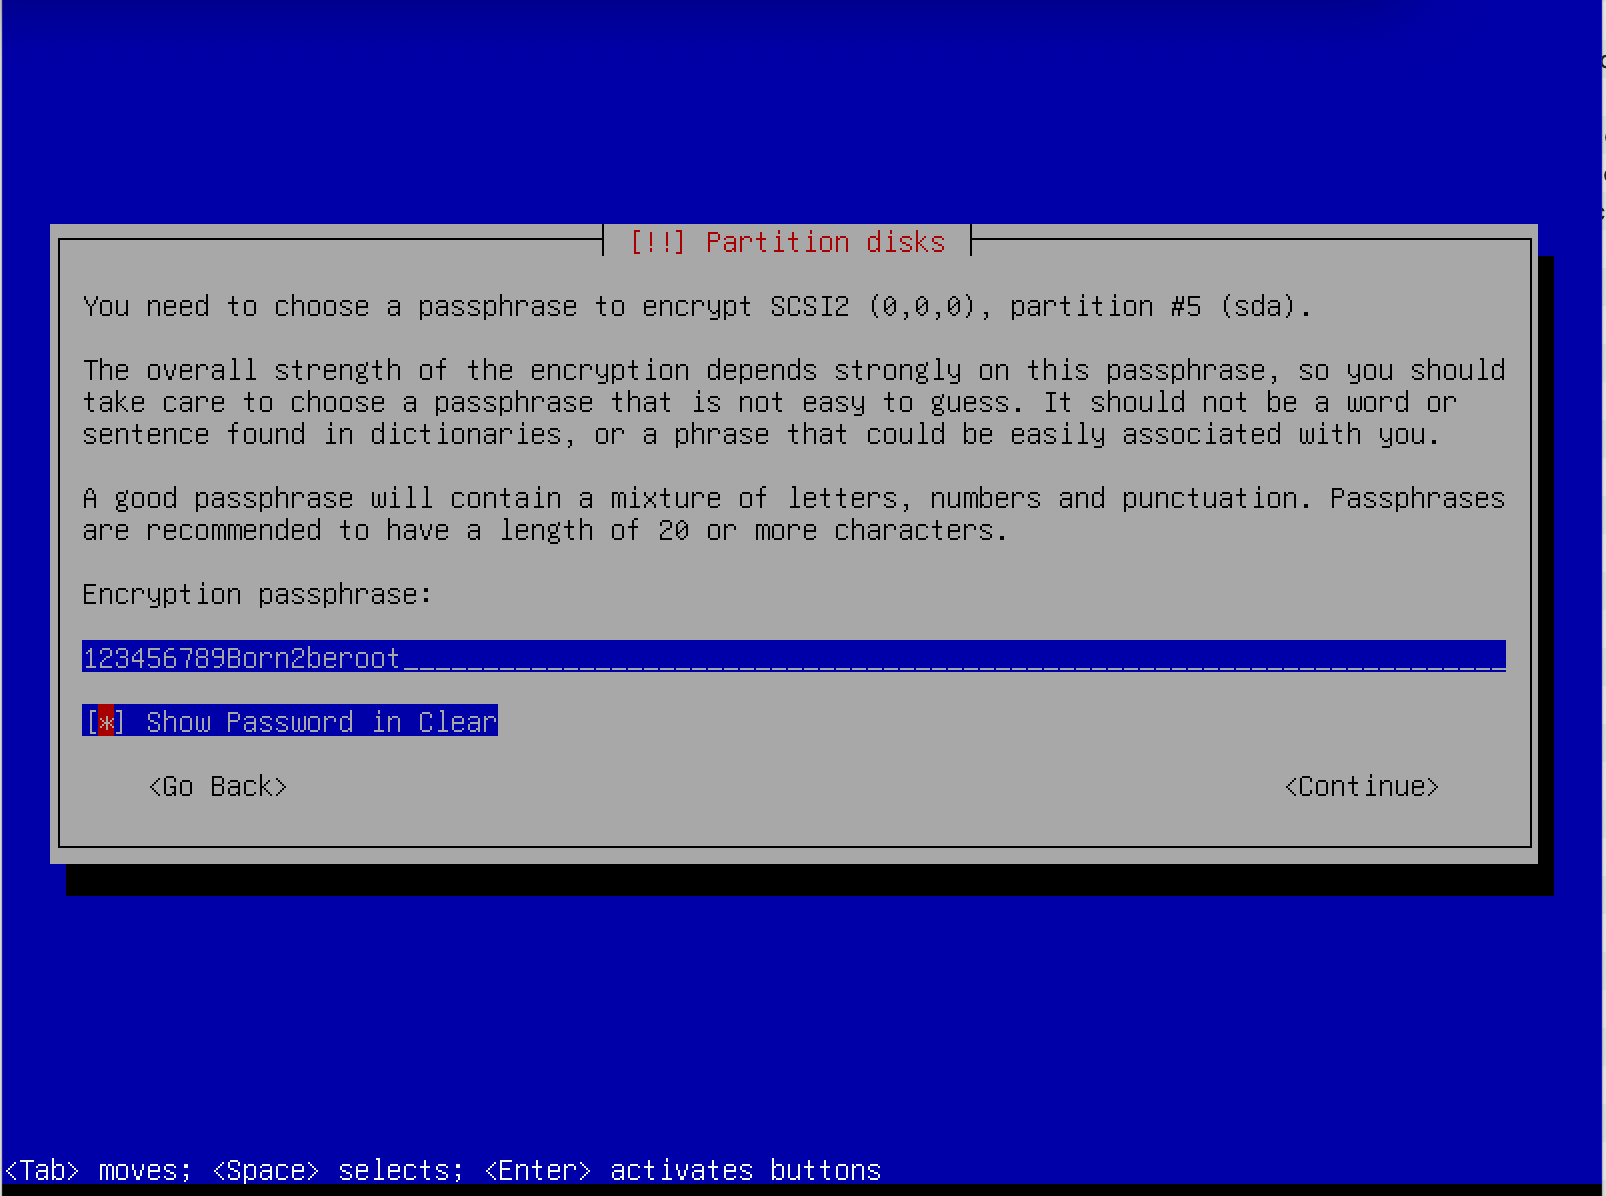 [!!] Partition disks
You need to choose a passphrase to encrypt SCSI2 (0,0,0), partition #5 (sda).
The overall strength of the encryption depends strongly on this passphrase, so you should
take care to choose a passphrase that is not easy to guess. It should not be a word or
sentence found in dictionaries, or a phrase that could be easily associated with you.
A good passphrase will contain a mixture of letters, numbers and punctuation. Passphrases
are recommended to have a length of 20 or more characters.
Encryption passphrase:
123456789Born2beroot
[*] Show Password in Clear
<Go Back>
<Continue>
<Tab> moves; <Space> selects; <Enter> activates buttons